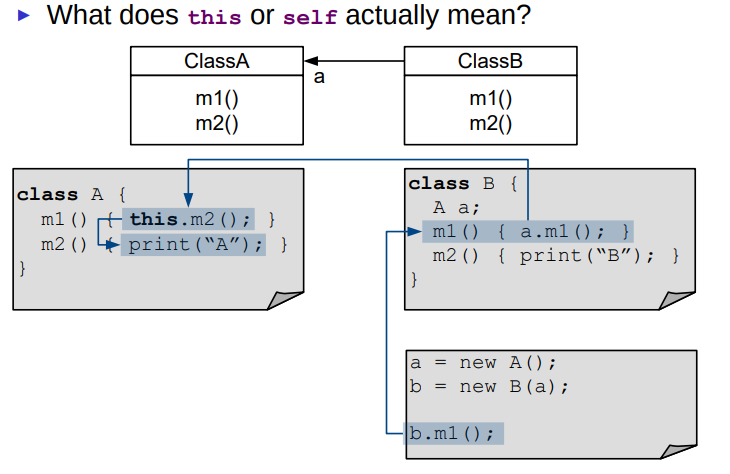 What does this or self actually mean?
ClassA
m1()
m2()
a
ClassB
m1()
m2()
class A {
m1() { this.m2(); }
m2() { print(“A”); }
}
class B {
A a;
m1() { a.m1(); }
m2() { print(“B”); }
}
a = new A();
b = new B(a);
b.m1();